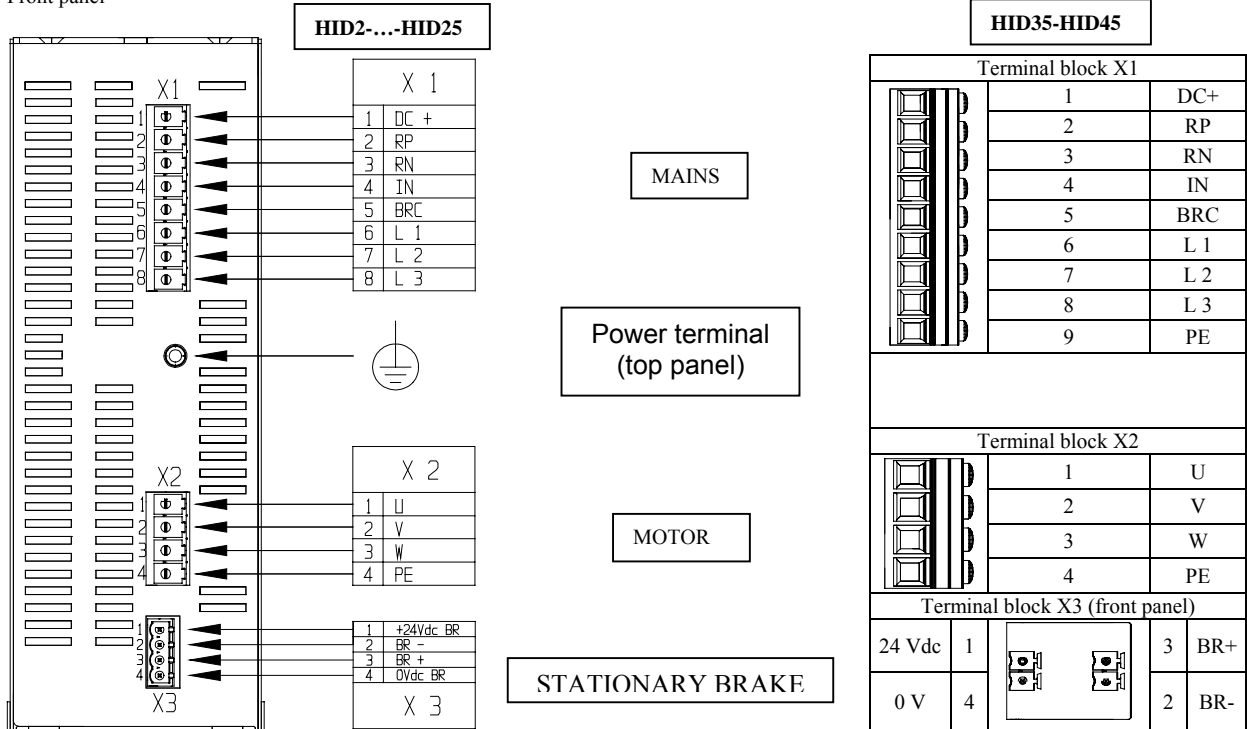 Front panel
HID2-…-HID25
X1
1
2
3
4
5
6
7
8
X2
1
2
3
4
1
2
3
4
X3
X 1
1 DC +
2 RP
3 RN
4 IN
5 BRC
6 L 1
7 L 2
8 L 3
X 2
1 U
2 V
3 W
4 PE
1 +24Vdc BR
2 BR -
3 BR +
4 0Vdc BR
X 3
MAINS
Power terminal
(top panel)
MOTOR
STATIONARY BRAKE
HID35-HID45
Terminal block X1
1 DC+
2 RP
3 RN
4 IN
5 BRC
6 L 1
7 L 2
8 L 3
9 PE
Terminal block X2
1 U
2 V
3 W
4 PE
Terminal block X3 (front panel)
24 Vdc 1 3 BR+
0 V 4 2 BR-